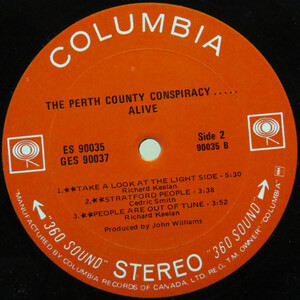 COLUMBIA
THE PERTH COUNTY CONSPIRACY.....
ALIVE
ES 90035
GES 90037
Side 2
90035 B
1. ★★TAKE A LOOK AT THE LIGHT SIDE - 5:30
Richard Keelan
2. ★★STRATFORD PEOPLE - 3:38
Cedric Smith
3. ★★PEOPLE ARE OUT OF TUNE - 3:52
Richard Keelan
Produced by John Williams
"360 SOUND" STEREO "360 SOUND"
MANUFACTURED BY COLUMBIA RECORDS OF CANADA, LTD. REG. T.M. OWNER "COLUMBIA"